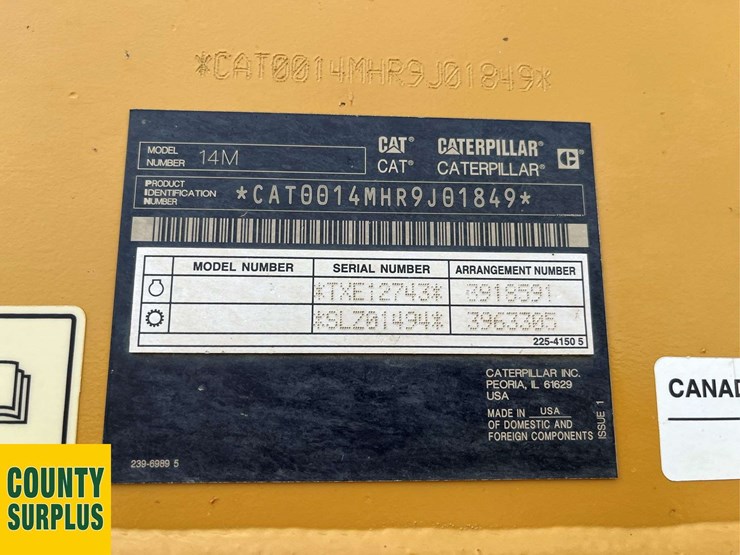 *CAT0014MHR9J01849*
MODEL NUMBER 14M
CAT® CATERPILLAR® C
CAT® CATERPILLAR®
PRODUCT IDENTIFICATION NUMBER *CAT0014MHR9J01849*
MODEL NUMBER SERIAL NUMBER ARRANGEMENT NUMBER
*TXE12743* 3918591
*SLZ01494* 3963305
225-4150 5
CATERPILLAR INC.
PEORIA, IL 61629
USA
MADE IN USA
OF DOMESTIC AND
FOREIGN COMPONENTS
ISSUE 1
239-6989 5
CANAD
COUNTY
SURPLUS